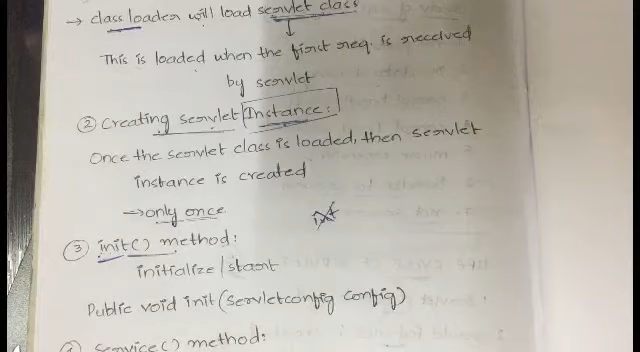 → class loader will load servlet class
↓
This is loaded when the first req. is received
by servlet
② Creating servlet Instance:
Once the servlet class is loaded, then servlet
instance is created
→ only once
③ init() method:
initialize/start
Public void init(servletconfig config)
service() method: